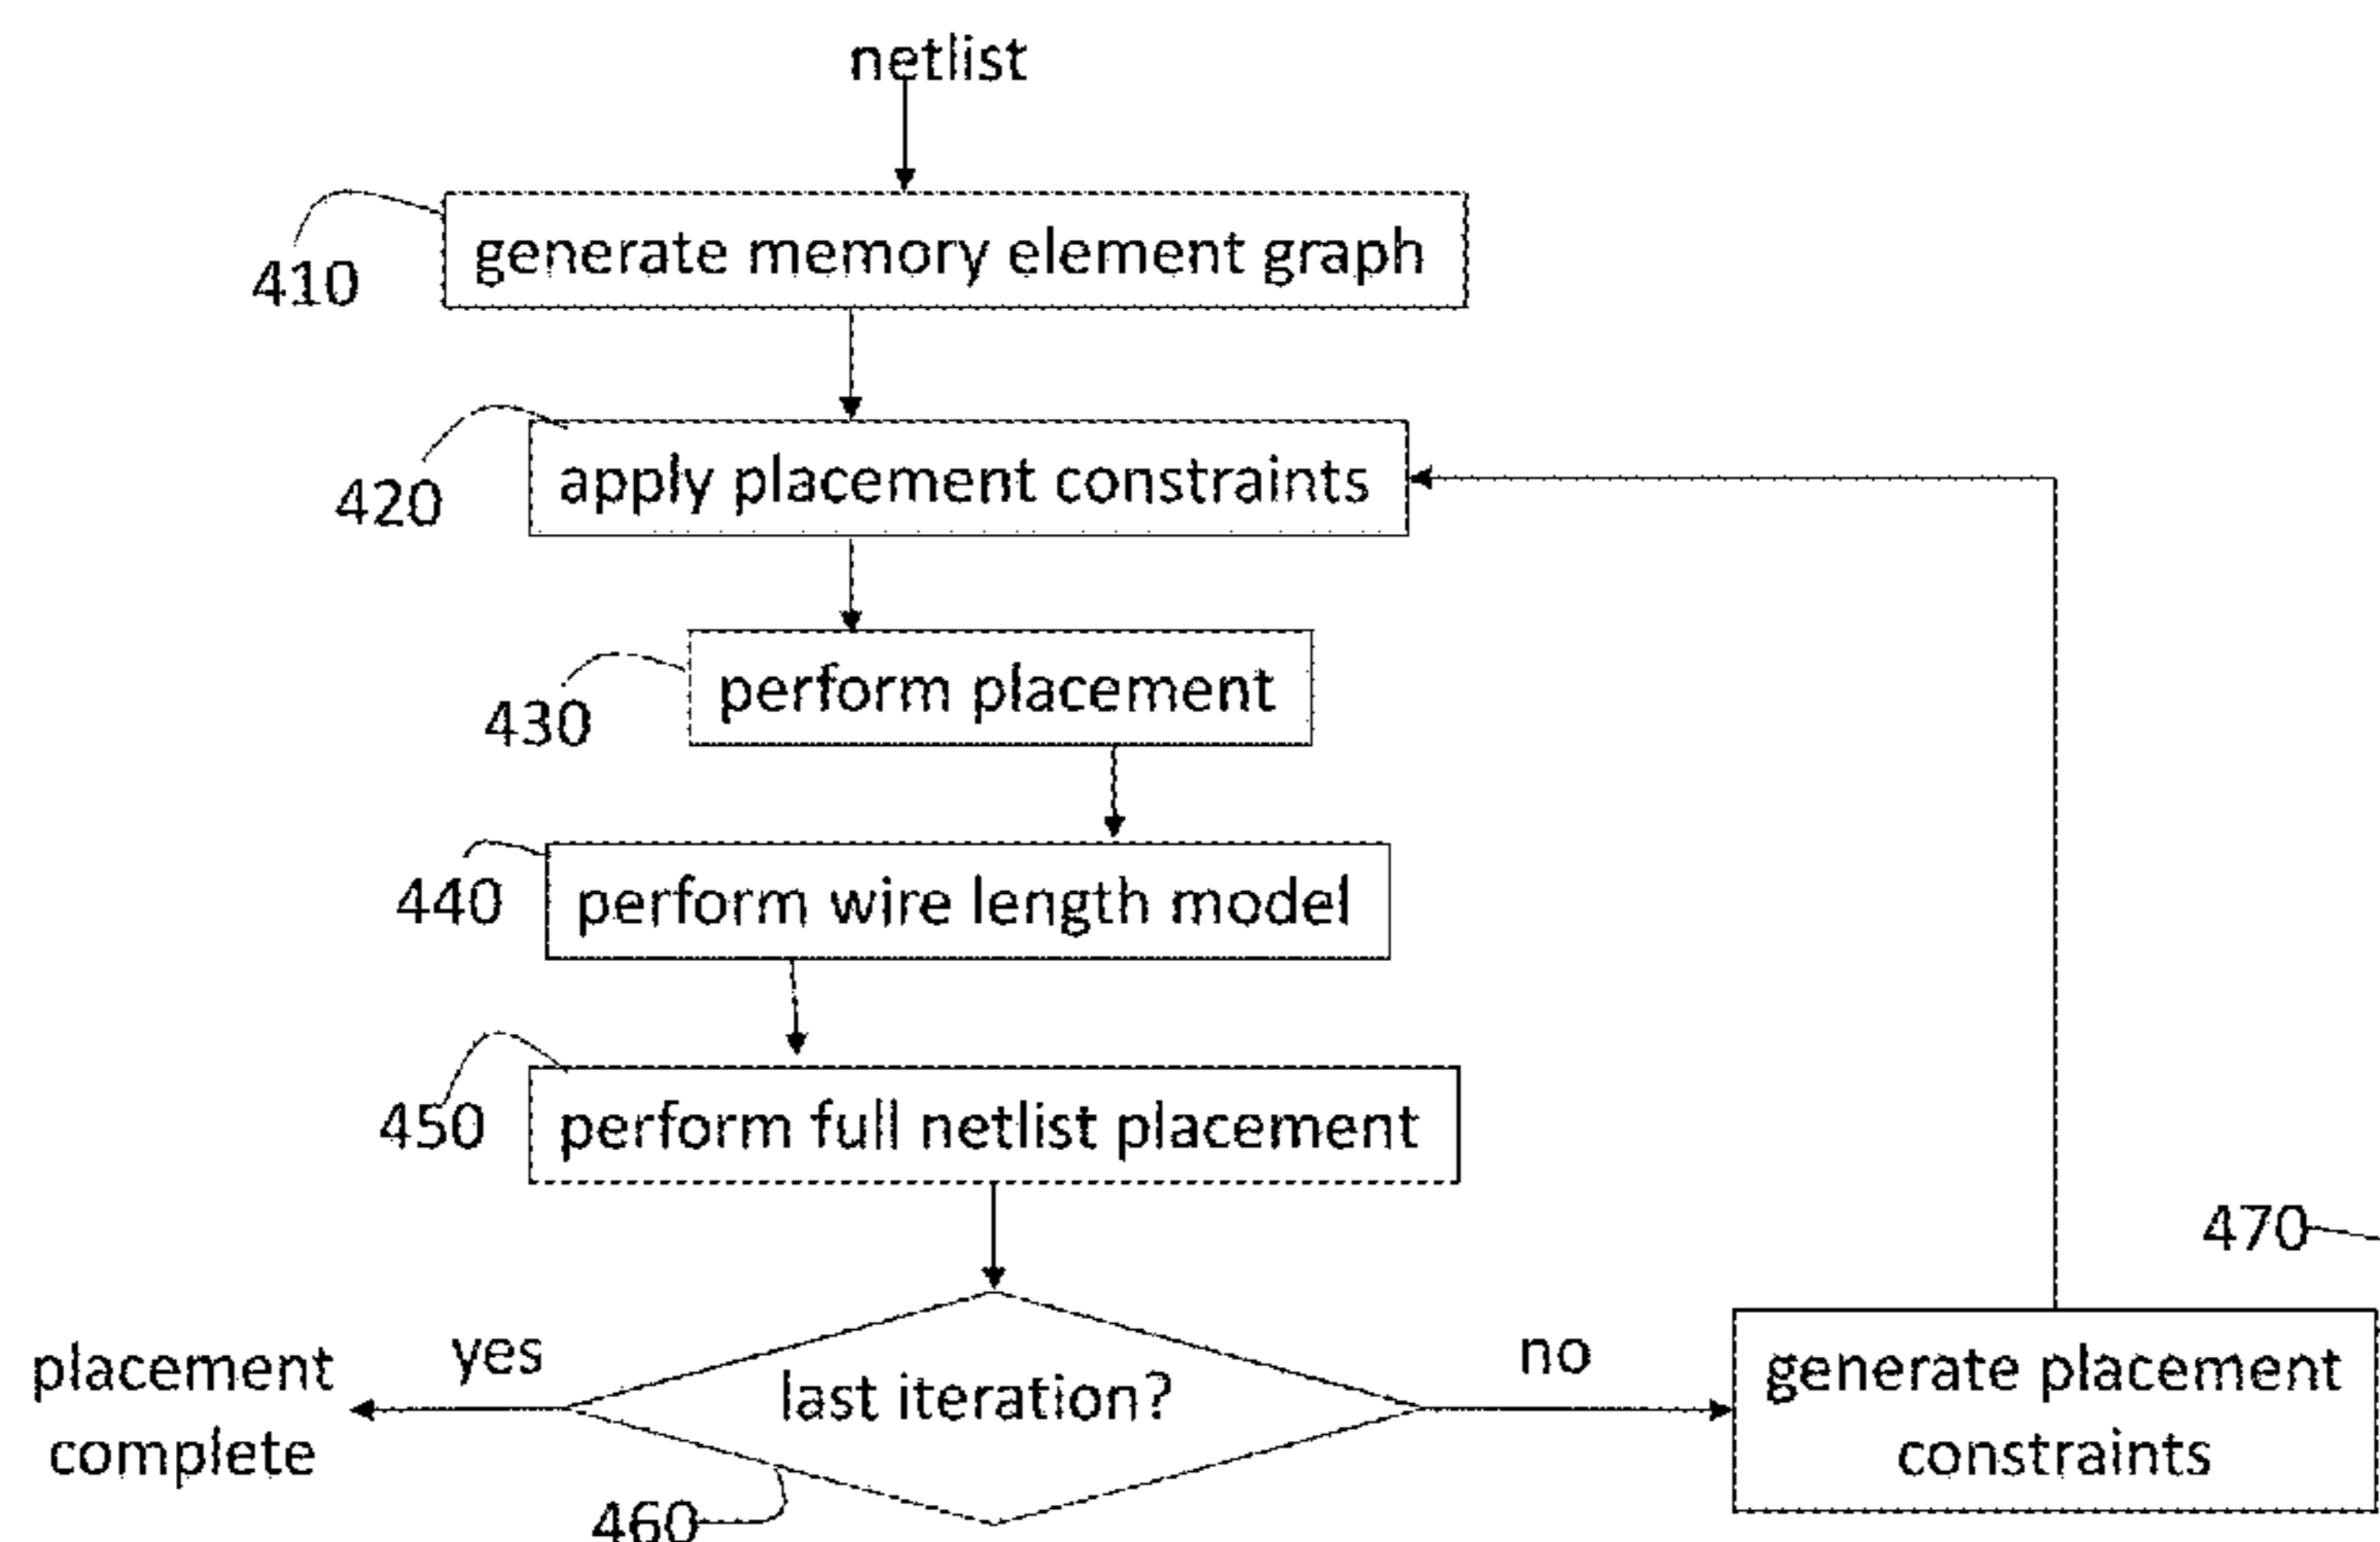 netlist
generate memory element graph
410
apply placement constraints
420
perform placement
430
perform wire length model
440
perform full netlist placement
450
470
placement
complete
yes
last iteration?
no
generate placement
constraints
460